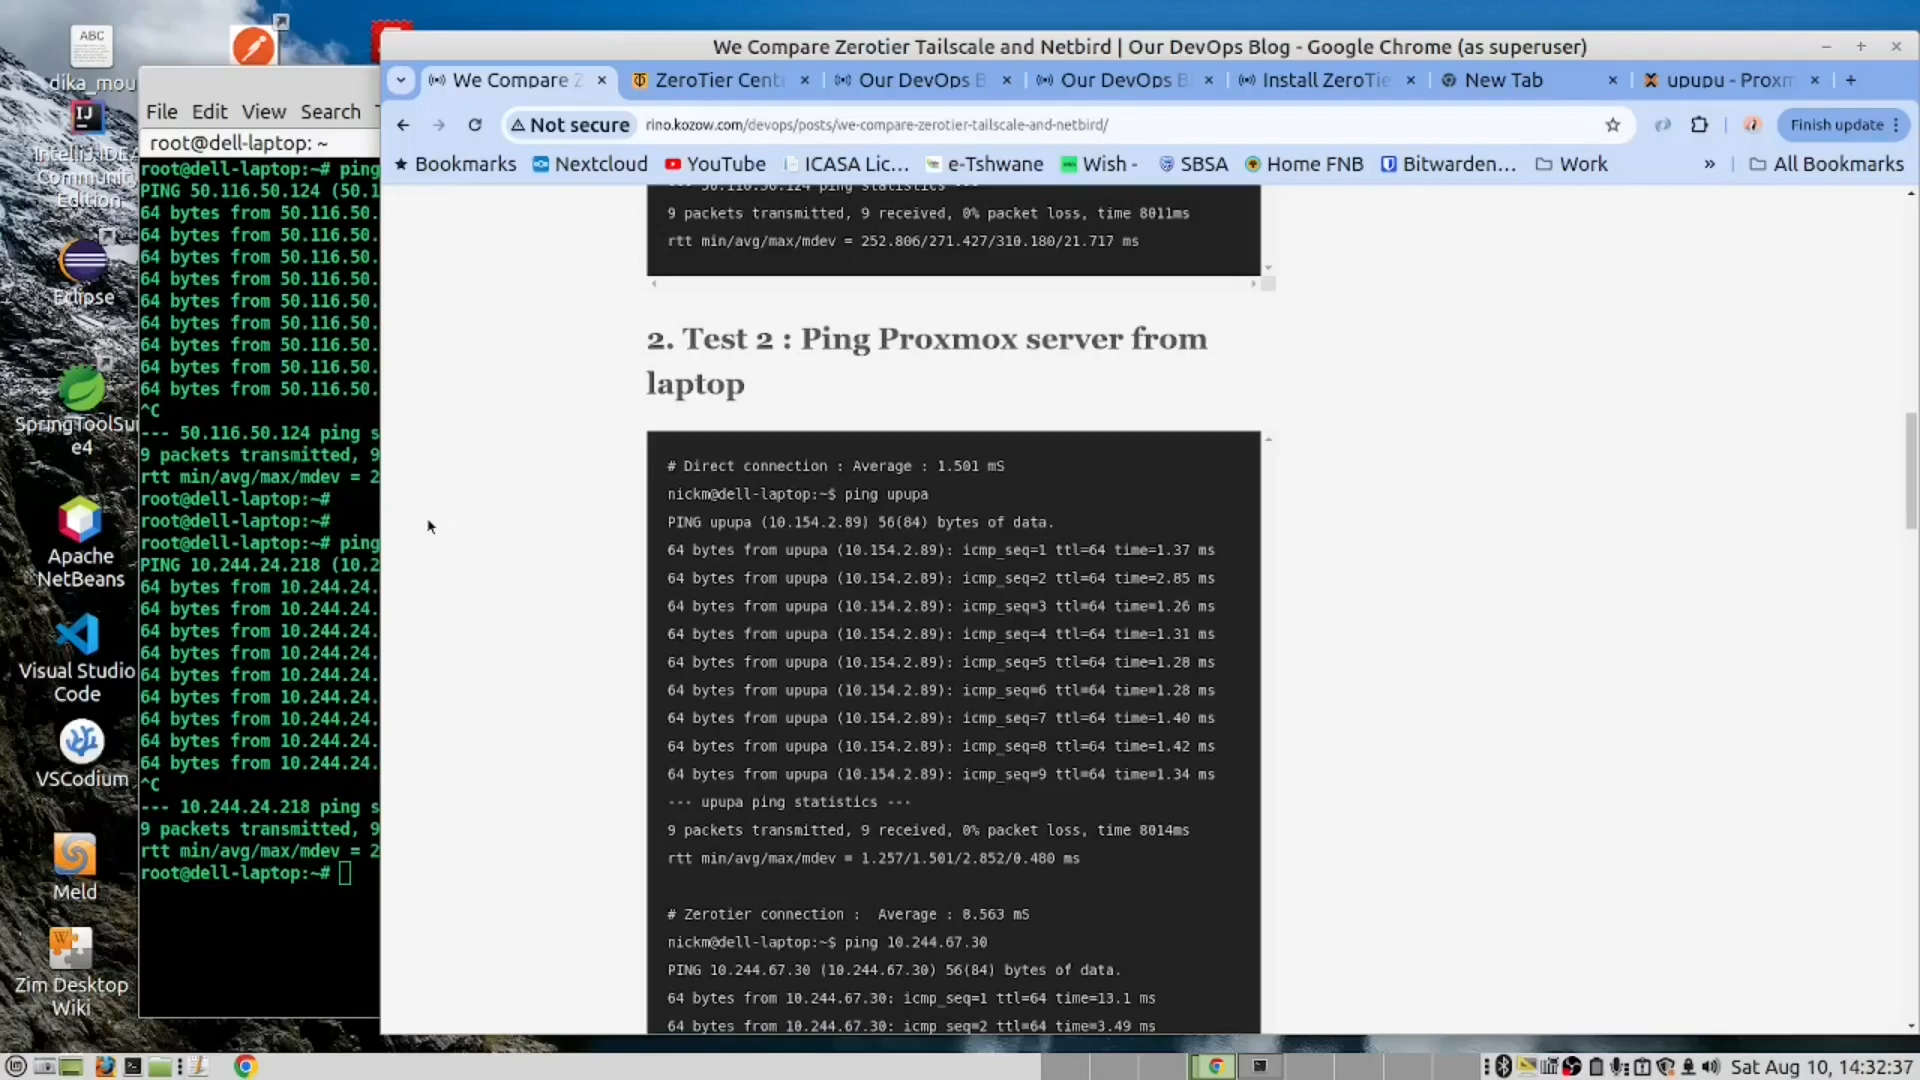 ABC
dika_mou
IntelliJ IDEA
Community
Edition
Eclipse
SpringToolSui
e4
Apache
NetBeans
Visual Studio
Code
VSCodium
Meld
Zim Desktop
Wiki
File Edit View Search
root@dell-laptop: ~
root@dell-laptop:~# ping
PING 50.116.50.124 (50.1
64 bytes from 50.116.50.
64 bytes from 50.116.50.
64 bytes from 50.116.50.
64 bytes from 50.116.50.
64 bytes from 50.116.50.
64 bytes from 50.116.50.
64 bytes from 50.116.50.
64 bytes from 50.116.50.
64 bytes from 50.116.50.
^C
--- 50.116.50.124 ping s
9 packets transmitted, 9
rtt min/avg/max/mdev = 2
root@dell-laptop:~#
root@dell-laptop:~#
root@dell-laptop:~# ping
PING 10.244.24.218 (10.2
64 bytes from 10.244.24.
64 bytes from 10.244.24.
64 bytes from 10.244.24.
64 bytes from 10.244.24.
64 bytes from 10.244.24.
64 bytes from 10.244.24.
64 bytes from 10.244.24.
64 bytes from 10.244.24.
64 bytes from 10.244.24.
^C
--- 10.244.24.218 ping s
9 packets transmitted, 9
rtt min/avg/max/mdev = 2
root@dell-laptop:~#
We Compare Zerotier Tailscale and Netbird | Our DevOps Blog - Google Chrome (as superuser)
We Compare Z ZeroTier Cent Our DevOps B Our DevOps B Install ZeroTie New Tab upupu - Proxm
Not secure rino.kozow.com/devops/posts/we-compare-zerotier-tailscale-and-netbird/ Finish update
Bookmarks Nextcloud YouTube ICASA Lic... e-Tshwane Wish - SBSA Home FNB Bitwarden... Work » All Bookmarks
--- 50.116.50.124 ping statistics ---
9 packets transmitted, 9 received, 0% packet loss, time 8011ms
rtt min/avg/max/mdev = 252.806/271.427/310.180/21.717 ms
2. Test 2 : Ping Proxmox server from
laptop
# Direct connection : Average : 1.501 mS
nickm@dell-laptop:~$ ping upupa
PING upupa (10.154.2.89) 56(84) bytes of data.
64 bytes from upupa (10.154.2.89): icmp_seq=1 ttl=64 time=1.37 ms
64 bytes from upupa (10.154.2.89): icmp_seq=2 ttl=64 time=2.85 ms
64 bytes from upupa (10.154.2.89): icmp_seq=3 ttl=64 time=1.26 ms
64 bytes from upupa (10.154.2.89): icmp_seq=4 ttl=64 time=1.31 ms
64 bytes from upupa (10.154.2.89): icmp_seq=5 ttl=64 time=1.28 ms
64 bytes from upupa (10.154.2.89): icmp_seq=6 ttl=64 time=1.28 ms
64 bytes from upupa (10.154.2.89): icmp_seq=7 ttl=64 time=1.40 ms
64 bytes from upupa (10.154.2.89): icmp_seq=8 ttl=64 time=1.42 ms
64 bytes from upupa (10.154.2.89): icmp_seq=9 ttl=64 time=1.34 ms
--- upupa ping statistics ---
9 packets transmitted, 9 received, 0% packet loss, time 8014ms
rtt min/avg/max/mdev = 1.257/1.501/2.852/0.480 ms
# Zerotier connection : Average : 8.563 mS
nickm@dell-laptop:~$ ping 10.244.67.30
PING 10.244.67.30 (10.244.67.30) 56(84) bytes of data.
64 bytes from 10.244.67.30: icmp_seq=1 ttl=64 time=13.1 ms
64 bytes from 10.244.67.30: icmp_seq=2 ttl=64 time=3.49 ms
Sat Aug 10, 14:32:37